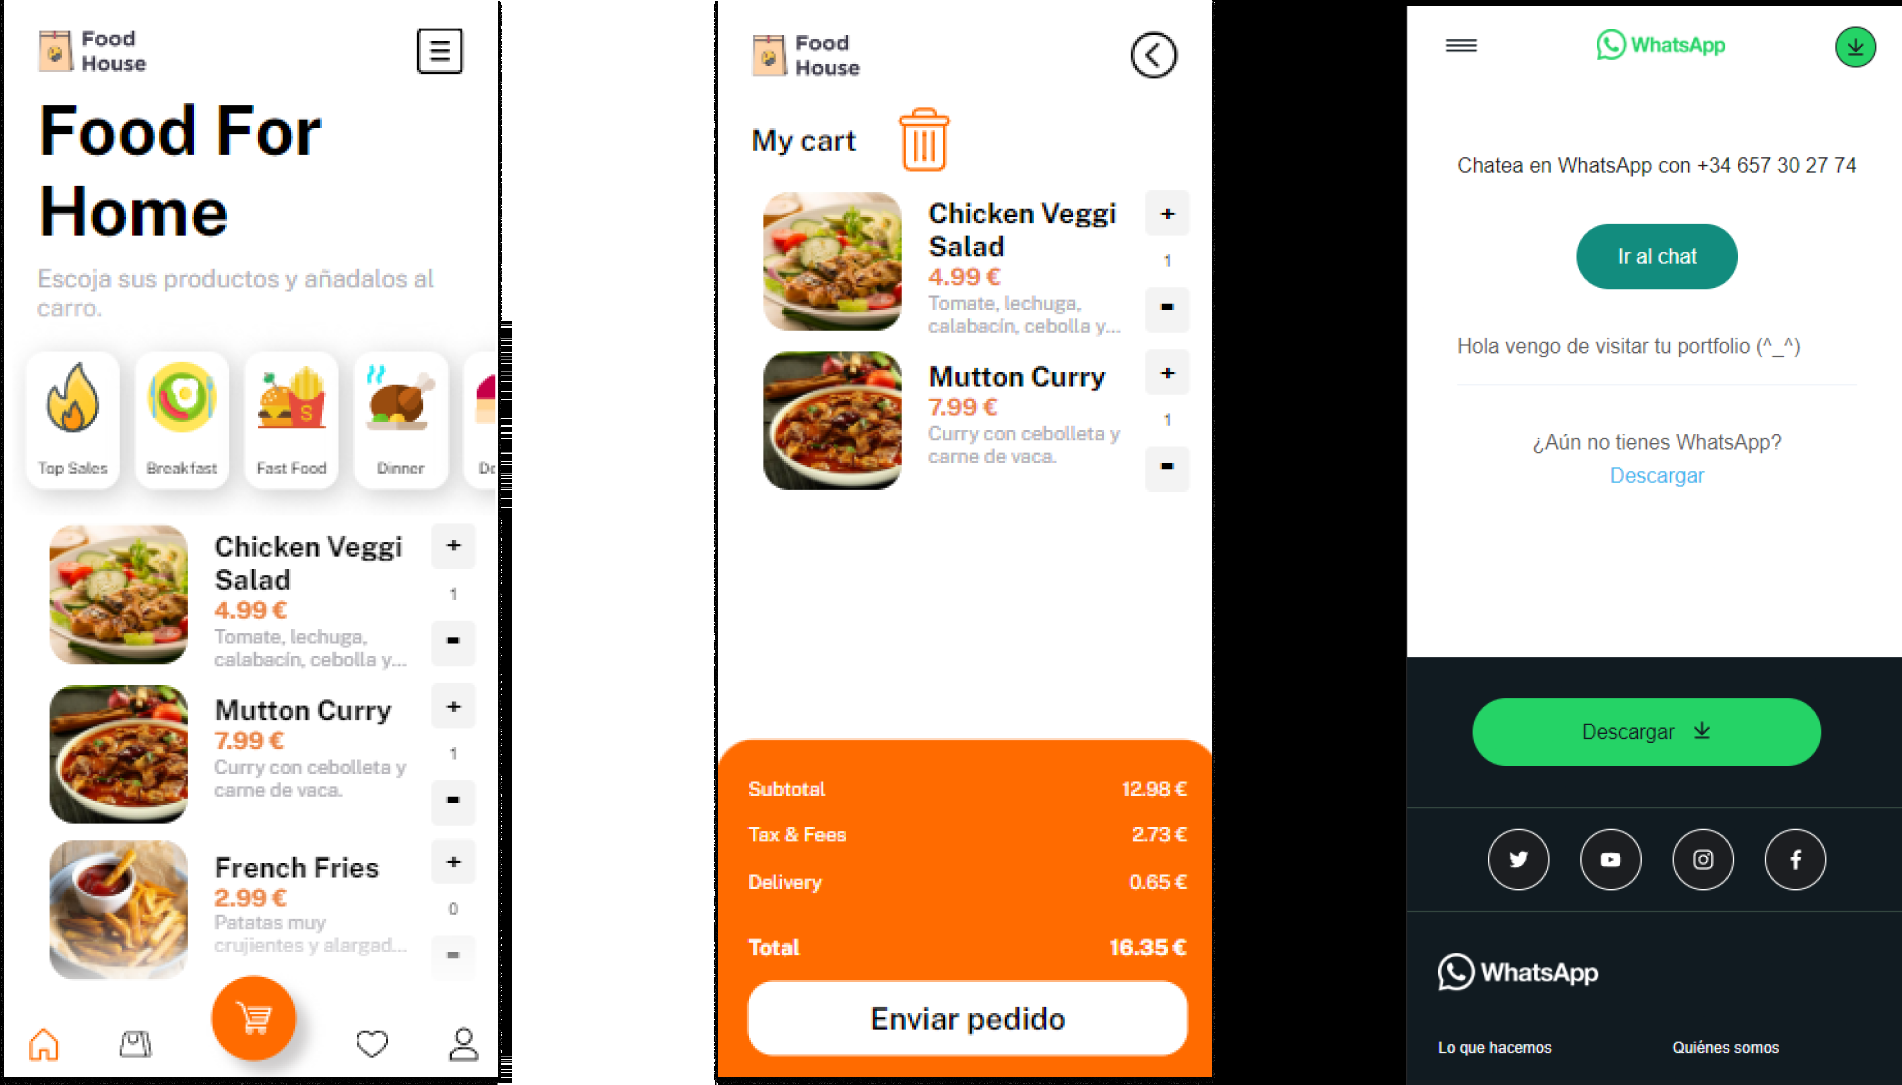 Food
House
Food For
Home
Escoja sus productos y añadalos al
carro.
Top Sales
Breakfast
Fast Food
Dinner
De
Chicken Veggi
Salad
4.99 €
Tomate, lechuga,
calabacín, cebolla y...
+
1
-
Mutton Curry
7.99 €
Curry con cebolleta y
carne de vaca.
+
1
-
French Fries
2.99 €
Patatas muy
crujientes y alargad...
+
0
-
Food
House
My cart
Chicken Veggi
Salad
4.99 €
Tomate, lechuga,
calabacín, cebolla y...
+
1
-
Mutton Curry
7.99 €
Curry con cebolleta y
carne de vaca.
+
1
-
Subtotal 12.98 €
Tax & Fees 2.73 €
Delivery 0.65 €
Total 16.35 €
Enviar pedido
WhatsApp
Chatea en WhatsApp con +34 657 30 27 74
Ir al chat
Hola vengo de visitar tu portfolio (^_^)
¿Aún no tienes WhatsApp?
Descargar
Descargar
WhatsApp
Lo que hacemos
Quiénes somos